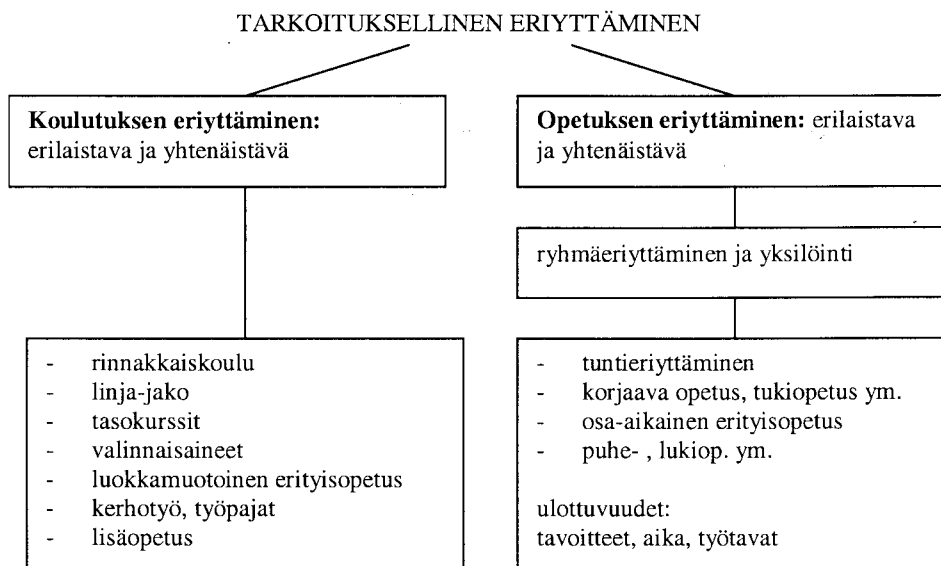 TARKOITUKSELLINEN ERIYTTÄMINEN
Koulutuksen eriyttäminen:
erilaistava ja yhtenäistävä
Opetuksen eriyttäminen: erilaistava
ja yhtenäistävä
ryhmäeriyttäminen ja yksilöinti
- rinnakkaiskoulu
- linja-jako
- tasokurssit
- valinnaisaineet
- luokkamuotoinen erityisopetus
- kerhotyö, työpajat
- lisäopetus
- tuntieriyttäminen
- korjaava opetus, tukiopetus ym.
- osa-aikainen erityisopetus
- puhe- , lukiop. ym.
ulottuvuudet:
tavoitteet, aika, työtavat